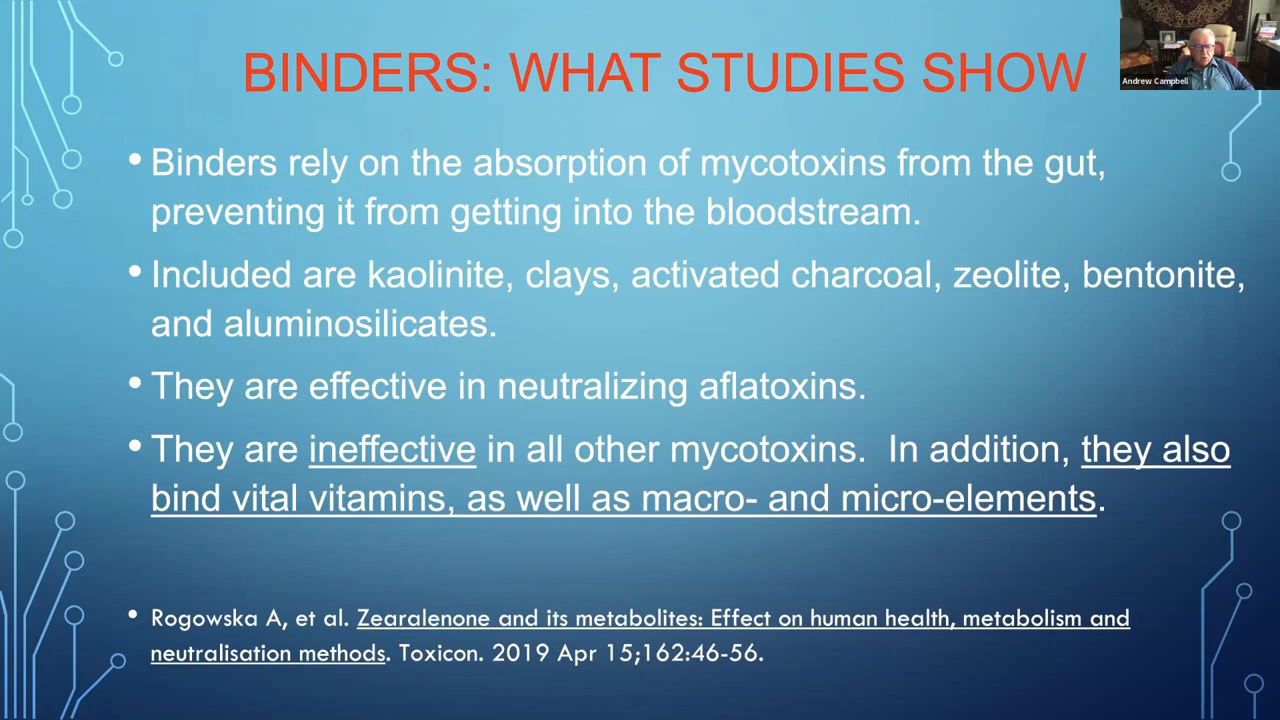 BINDERS: WHAT STUDIES SHOW
Andrew Campbell
• Binders rely on the absorption of mycotoxins from the gut,
preventing it from getting into the bloodstream.
• Included are kaolinite, clays, activated charcoal, zeolite, bentonite,
and aluminosilicates.
• They are effective in neutralizing aflatoxins.
• They are ineffective in all other mycotoxins.  In addition, they also
bind vital vitamins, as well as macro- and micro-elements.
• Rogowska A, et al. Zearalenone and its metabolites: Effect on human health, metabolism and
neutralisation methods. Toxicon. 2019 Apr 15;162:46-56.